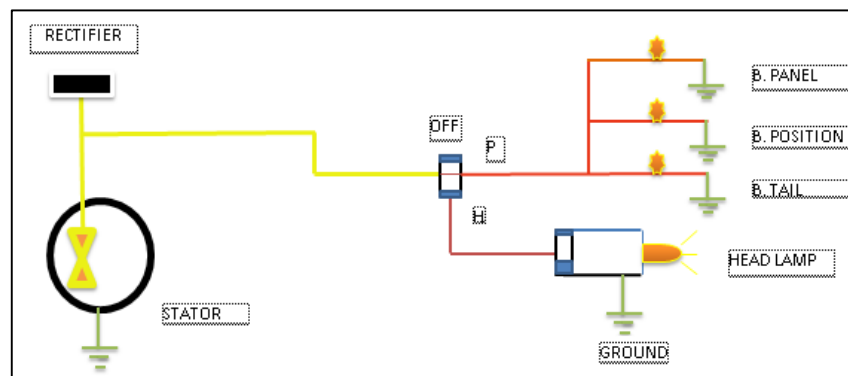 RECTIFIER
B. PANEL
OFF
P
B. POSITION
B. TAIL
H
HEAD LAMP
STATOR
GROUND